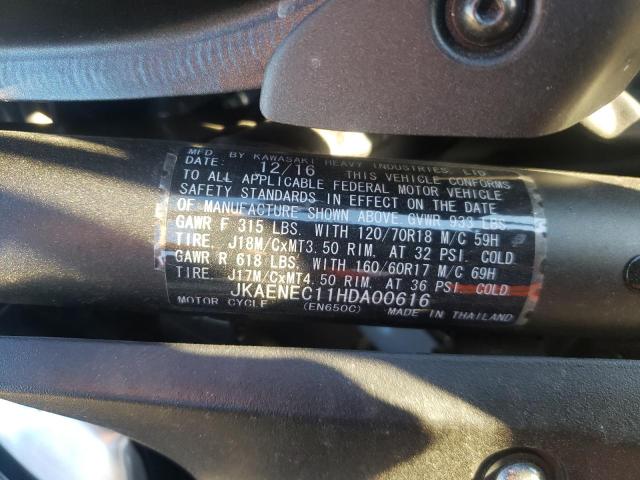 MFD. BY KAWASAKI HEAVY INDUSTRIES, LTD.
DATE: 12/16 THIS VEHICLE CONFORMS
TO ALL APPLICABLE FEDERAL MOTOR VEHICLE
SAFETY STANDARDS IN EFFECT ON THE DATE
OF MANUFACTURE SHOWN ABOVE GVWR 933 LBS
GAWR F 315 LBS. WITH 120/70R18 M/C 59H
TIRE. J18M/CxMT3.50 RIM. AT 32 PSI. COLD
GAWR R 618 LBS. WITH 160/60R17 M/C 69H
TIRE. J17M/CxMT4.50 RIM. AT 36 PSI. COLD
JKAENEC11HDA00616
MOTOR CYCLE (EN650C) MADE IN THAILAND